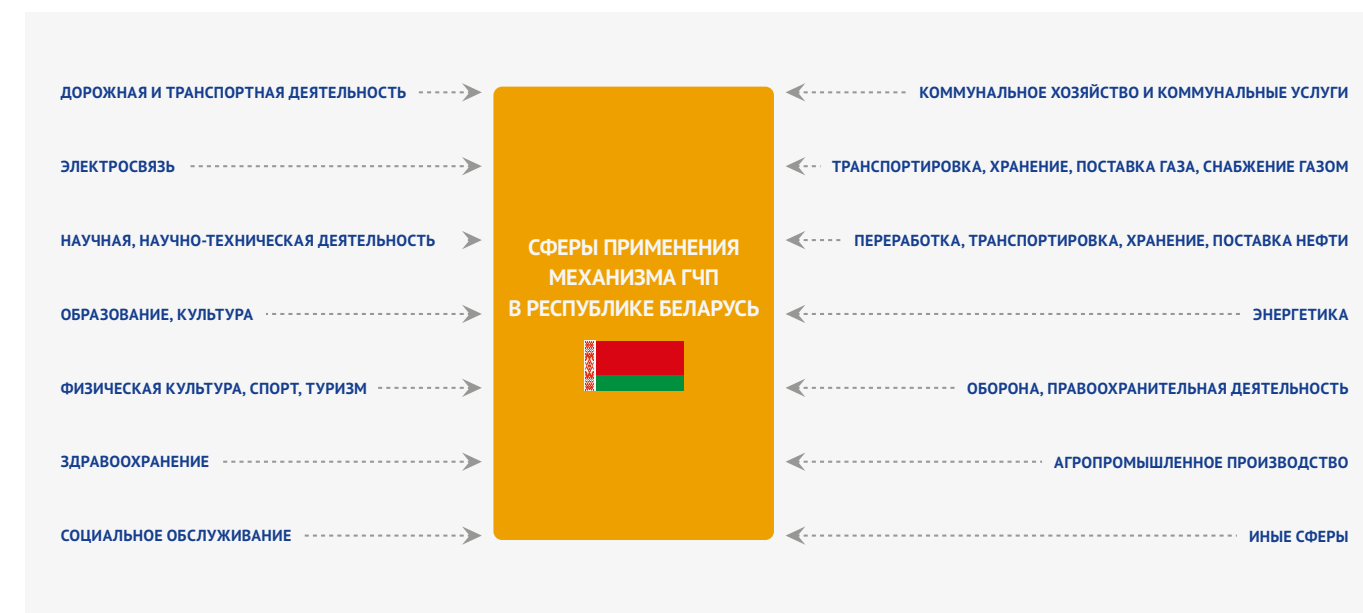 ДОРОЖНАЯ И ТРАНСПОРТНАЯ ДЕЯТЕЛЬНОСТЬ
ЭЛЕКТРОСВЯЗЬ
НАУЧНАЯ, НАУЧНО-ТЕХНИЧЕСКАЯ ДЕЯТЕЛЬНОСТЬ
ОБРАЗОВАНИЕ, КУЛЬТУРА
ФИЗИЧЕСКАЯ КУЛЬТУРА, СПОРТ, ТУРИЗМ
ЗДРАВООХРАНЕНИЕ
СОЦИАЛЬНОЕ ОБСЛУЖИВАНИЕ
СФЕРЫ ПРИМЕНЕНИЯ
МЕХАНИЗМА ГЧП
В РЕСПУБЛИКЕ БЕЛАРУСЬ
КОММУНАЛЬНОЕ ХОЗЯЙСТВО И КОММУНАЛЬНЫЕ УСЛУГИ
ТРАНСПОРТИРОВКА, ХРАНЕНИЕ, ПОСТАВКА ГАЗА, СНАБЖЕНИЕ ГАЗОМ
ПЕРЕРАБОТКА, ТРАНСПОРТИРОВКА, ХРАНЕНИЕ, ПОСТАВКА НЕФТИ
ЭНЕРГЕТИКА
ОБОРОНА, ПРАВООХРАНИТЕЛЬНАЯ ДЕЯТЕЛЬНОСТЬ
АГРОПРОМЫШЛЕННОЕ ПРОИЗВОДСТВО
ИНЫЕ СФЕРЫ